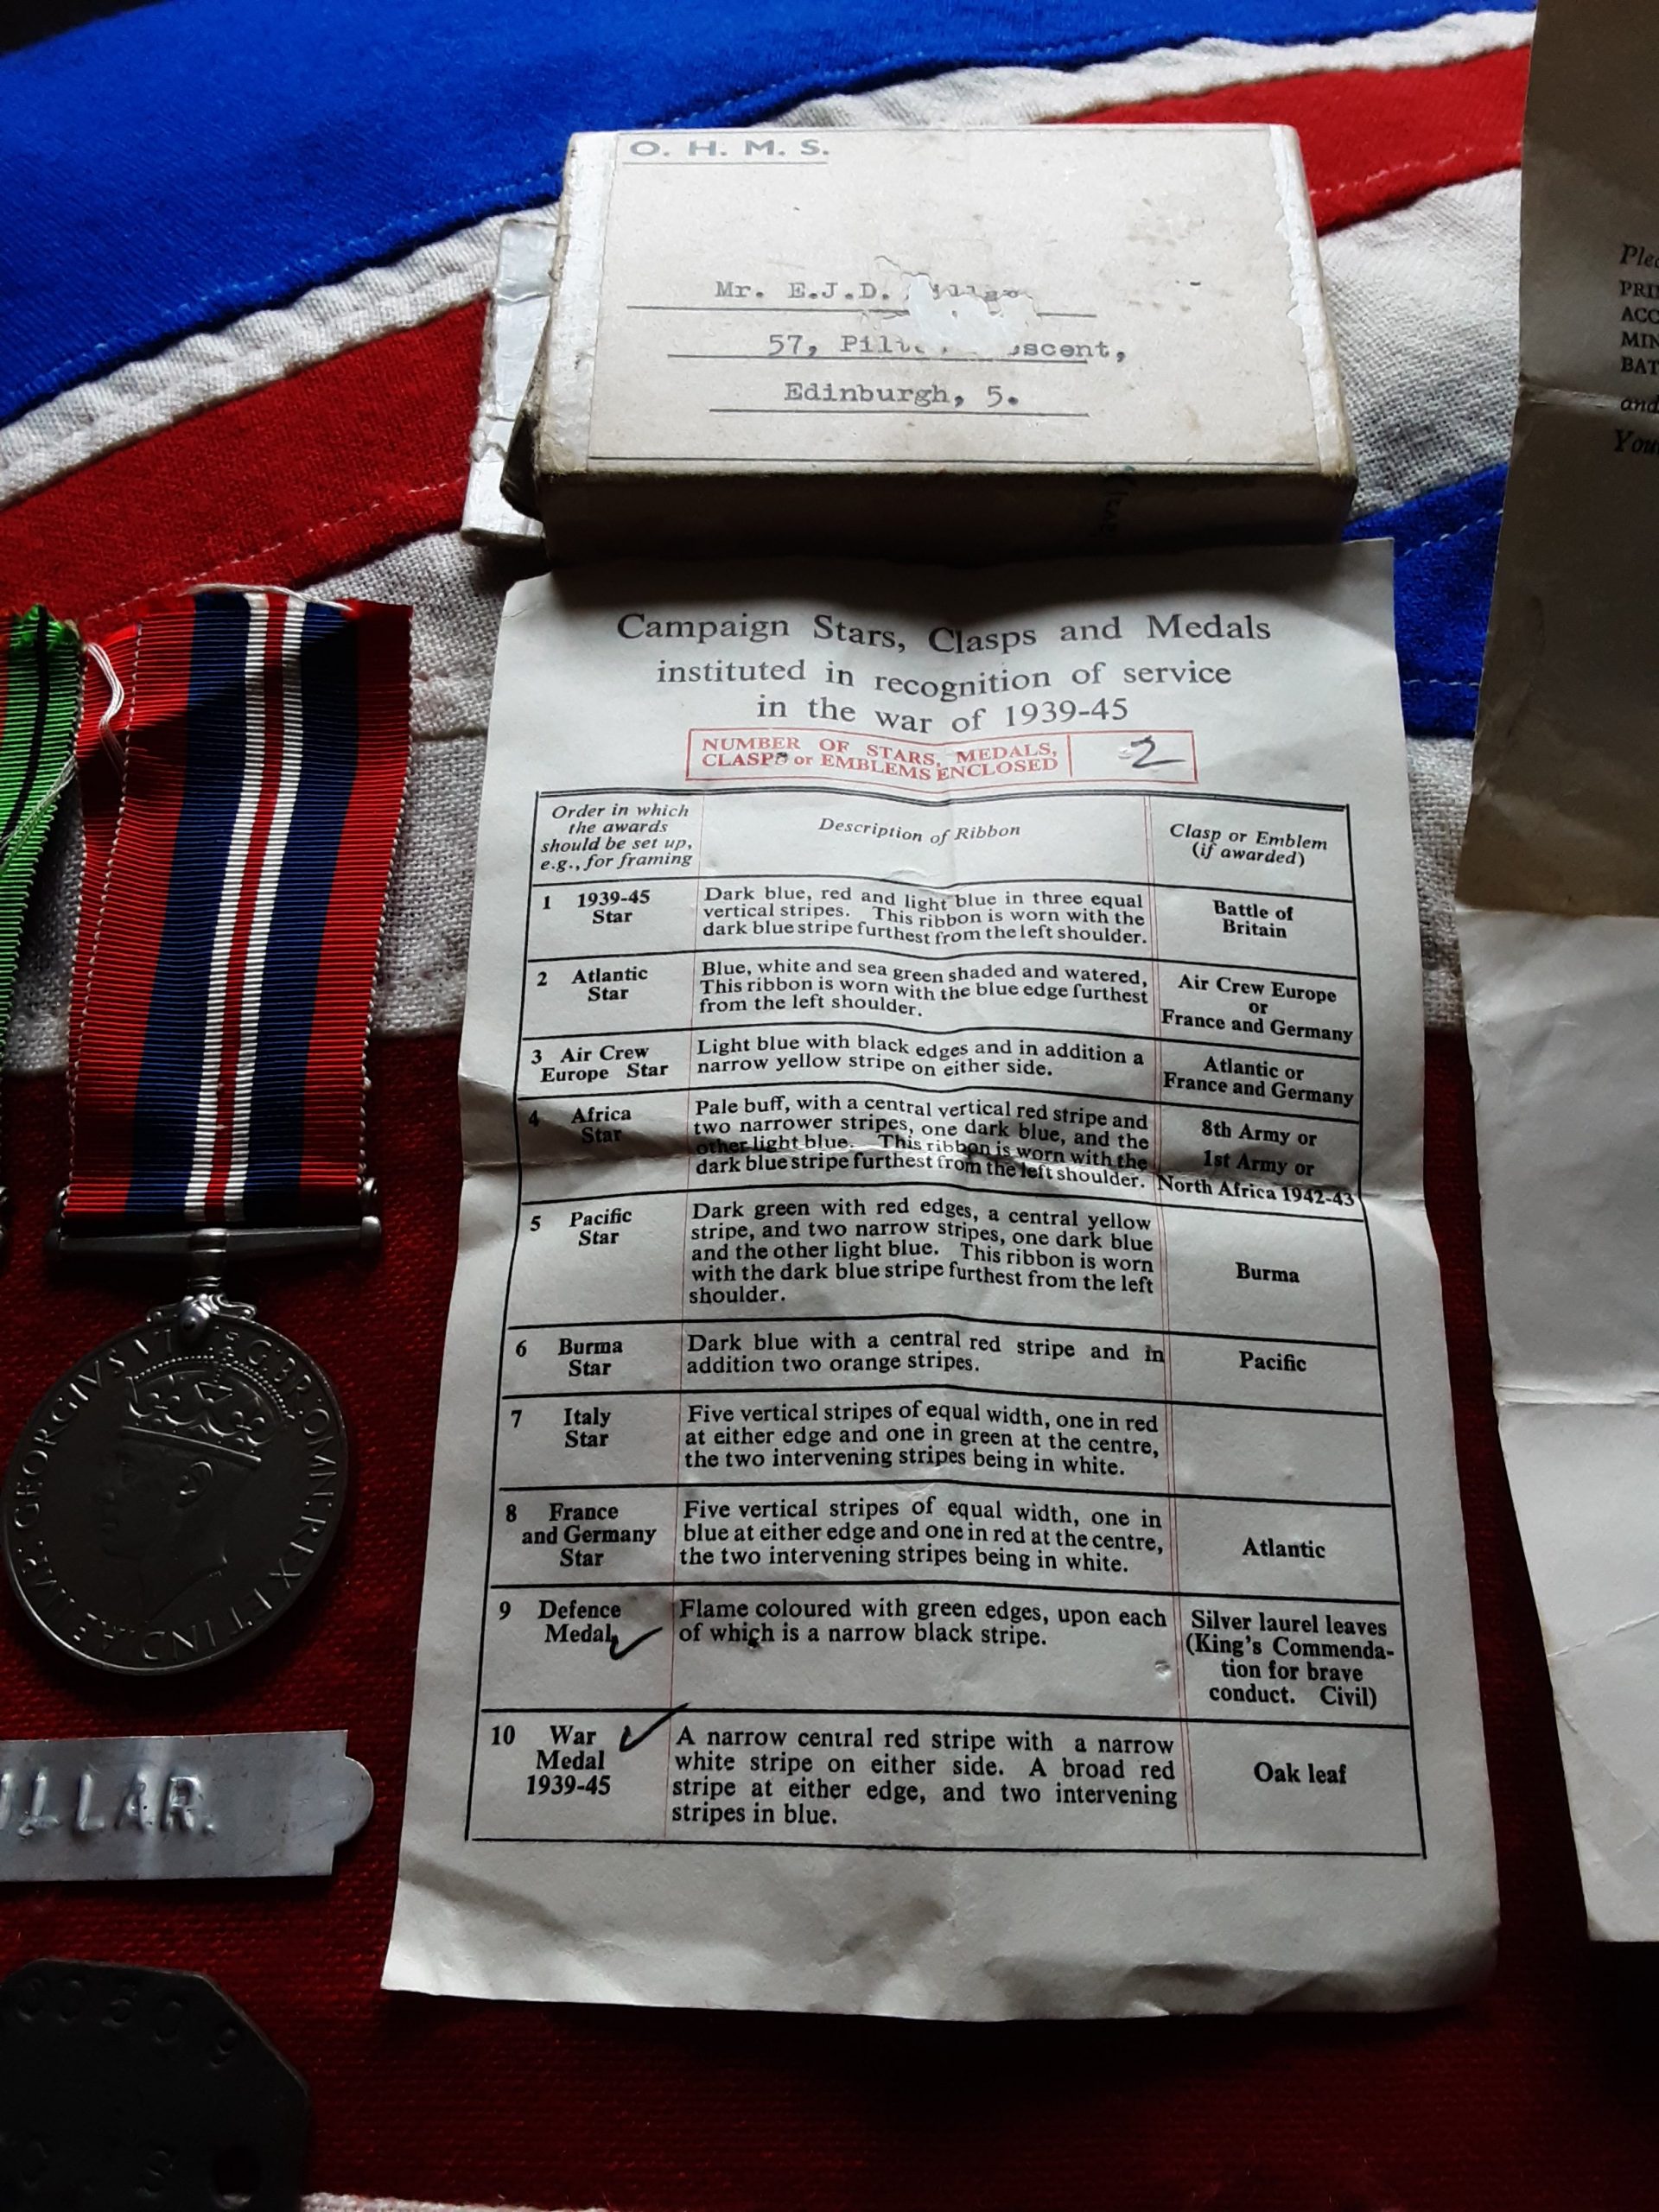 O. H. M. S.
Mr. E.J.D.
57,
Edinburgh, 5.
Campaign Stars, Clasps and Medals
instituted in recognition of service
in the war of 1939-45
NUMBER OF STARS, MEDALS,
CLASPS or EMBLEMS ENCLOSED
2
Order in which
the awards
should be set up,
e.g., for framing
Description of Ribbon
Clasp or Emblem
(if awarded)
1 1939-45
Star
Dark blue, red and light blue in three equal
vertical stripes. This ribbon is worn with the
dark blue stripe furthest from the left shoulder.
Battle of
Britain
2 Atlantic
Star
Blue, white and sea green shaded and watered,
This ribbon is worn with the blue edge furthest
from the left shoulder.
Air Crew Europe
or
France and Germany
3 Air Crew
Europe Star
Light blue with black edges and in addition a
narrow yellow stripe on either side.
Atlantic or
France and Germany
4 Africa
Star
Pale buff, with a central vertical red stripe and
two narrower stripes, one dark blue, and the
other light blue. This ribbon is worn with the
dark blue stripe furthest from the left shoulder.
8th Army or
1st Army or
North Africa 1942-43
5 Pacific
Star
Dark green with red edges, a central yellow
stripe, and two narrow stripes, one dark blue
and the other light blue. This ribbon is worn
with the dark blue stripe furthest from the left
shoulder.
Burma
6 Burma
Star
Dark blue with a central red stripe and in
addition two orange stripes.
Pacific
7 Italy
Star
Five vertical stripes of equal width, one in red
at either edge and one in green at the centre,
the two intervening stripes being in white.
8 France
and Germany
Star
Five vertical stripes of equal width, one in
blue at either edge and one in red at the centre,
the two intervening stripes being in white.
Atlantic
9 Defence
Medal
Flame coloured with green edges, upon each
of which is a narrow black stripe.
Silver laurel leaves
(King's Commenda-
tion for brave
conduct. Civil)
10 War
Medal
1939-45
A narrow central red stripe with a narrow
white stripe on either side. A broad red
stripe at either edge, and two intervening
stripes in blue.
Oak leaf
GEORGIVS VI D:G:BR:OMN:REX ET INDIAE IMP:
LLAR.
and